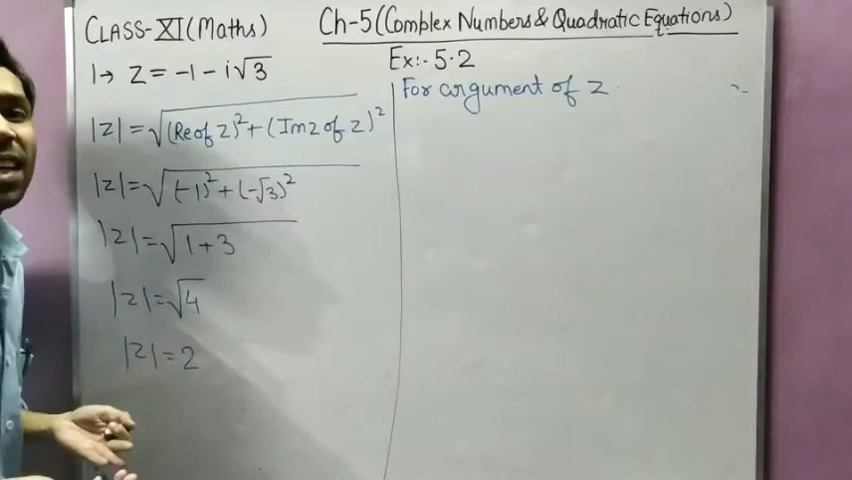 CLASS-XI(Maths)
Ch-5(Complex Numbers & Quadratic Equations)
Ex:- 5.2
1→ Z = -1 - i√3
|z| = √(Re of z)² + (Imz of z)²
|z| = √(-1)² + (-√3)²
|z| = √1+3
|z| = √4
|z| = 2
For argument of z